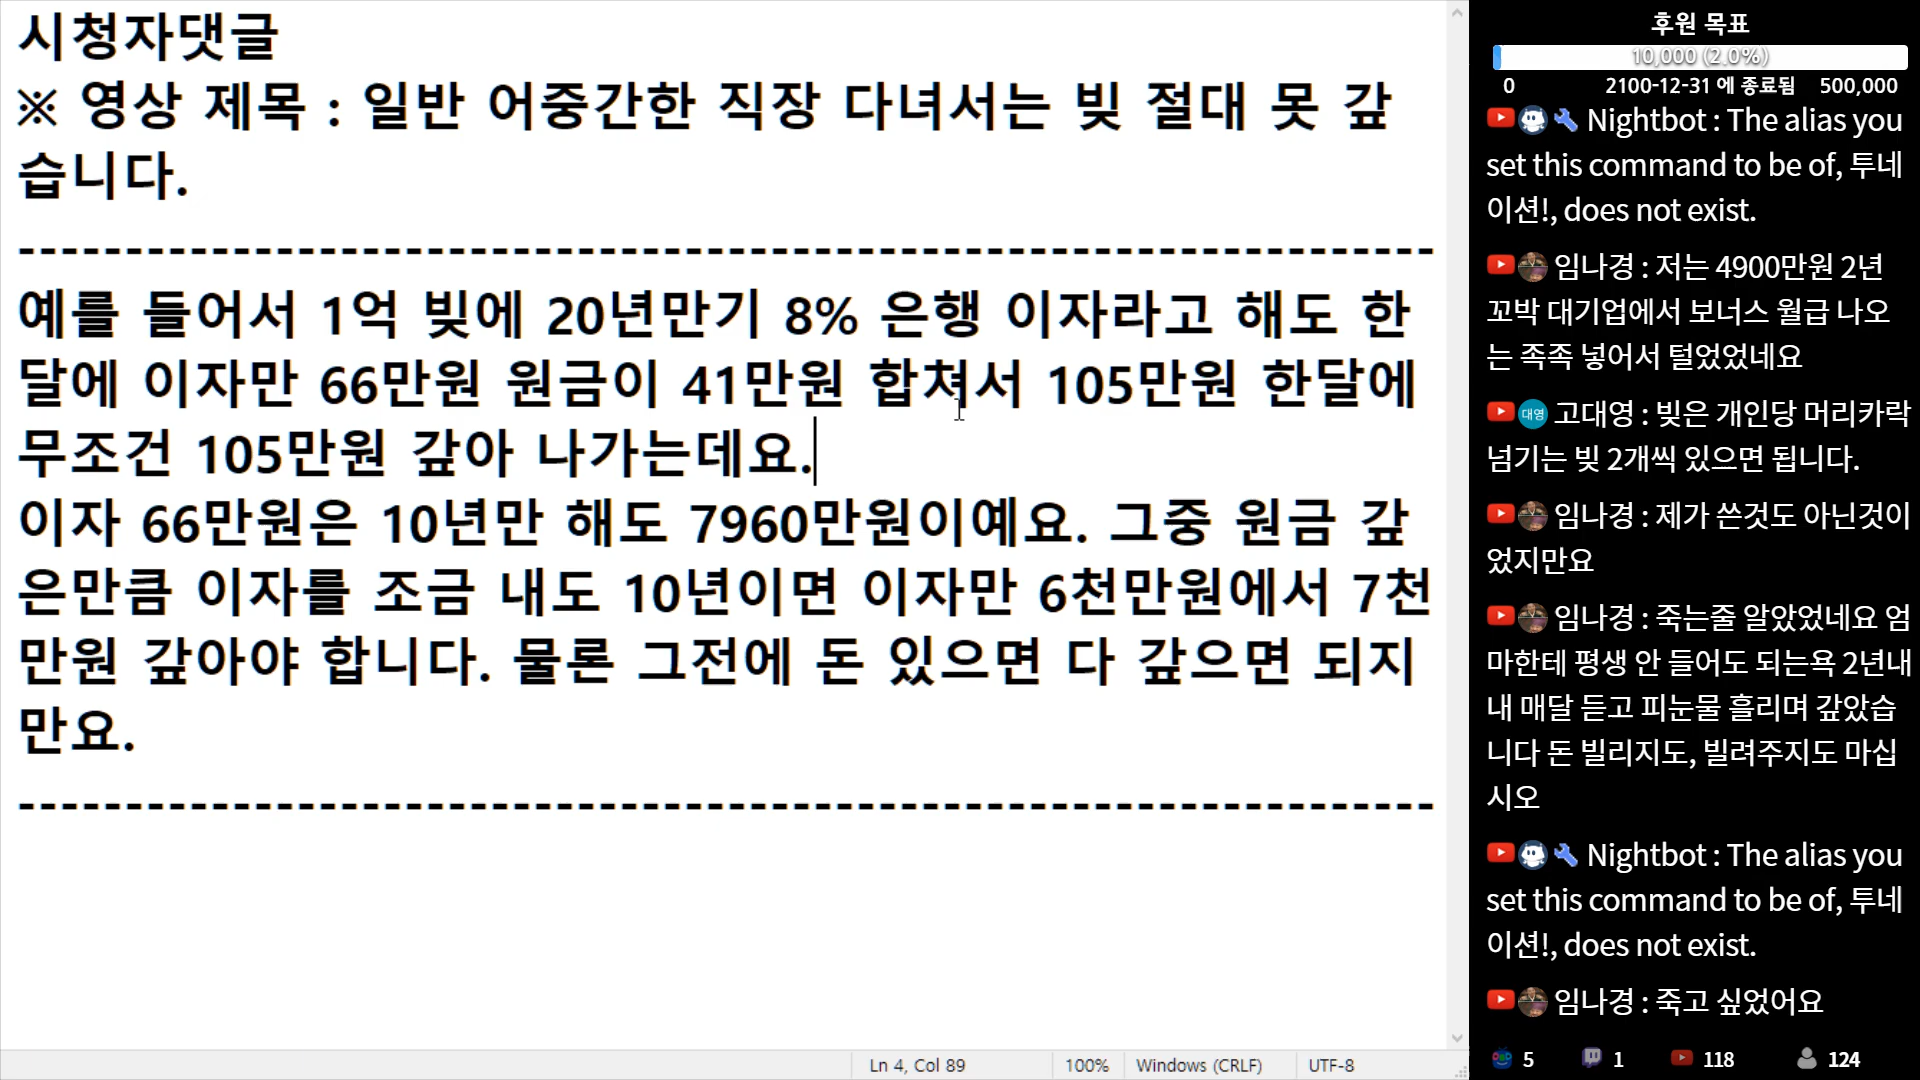 시청자댓글
※ 영상 제목 : 일반 어중간한 직장 다녀서는 빚 절대 못 갚
습니다.
--------------------------------------------------------------------
예를 들어서 1억 빚에 20년만기 8% 은행 이자라고 해도 한
달에 이자만 66만원 원금이 41만원 합쳐서 105만원 한달에
무조건 105만원 갚아 나가는데요.
이자 66만원은 10년만 해도 7960만원이예요. 그중 원금 갚
은만큼 이자를 조금 내도 10년이면 이자만 6천만원에서 7천
만원 갚아야 합니다. 물론 그전에 돈 있으면 다 갚으면 되지
만요.
--------------------------------------------------------------------
Ln 4, Col 89 100% Windows (CRLF) UTF-8
후원 목표
10,000 (2.0%)
0 2100-12-31 에 종료됨 500,000
Nightbot : The alias you
set this command to be of, 투네
이션!, does not exist.
임나경 : 저는 4900만원 2년
꼬박 대기업에서 보너스 월급 나오
는 족족 넣어서 털었었네요
대영 고대영 : 빚은 개인당 머리카락
넘기는 빚 2개씩 있으면 됩니다.
임나경 : 제가 쓴것도 아닌것이
었지만요
임나경 : 죽는줄 알았었네요 엄
마한테 평생 안 들어도 되는욕 2년내
내 매달 듣고 피눈물 흘리며 갚았습
니다 돈 빌리지도, 빌려주지도 마십
시오
Nightbot : The alias you
set this command to be of, 투네
이션!, does not exist.
임나경 : 죽고 싶었어요
5 1 118 124